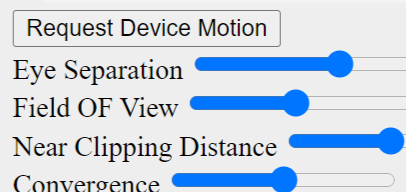 Request Device Motion
Eye Separation
Field OF View
Near Clipping Distance
Convergence